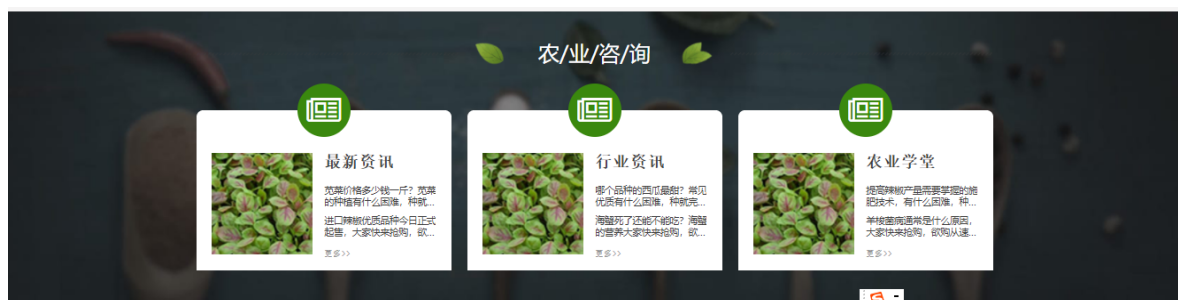 农/业/咨/询
最新资讯
苋菜价格多少钱一斤？苋菜
的种植有什么困难，种就...
进口辣椒优质品种今日正式
起售，大家快来抢购，欲...
更多>>
行业资讯
哪个品种的西瓜最甜？常见
优质有什么困难，种就完...
海蟹死了还能不能吃？海蟹
的营养大家快来抢购，欲...
更多>>
农业学堂
提高辣椒产量需要掌握的施
肥技术，有什么困难，种...
羊梭菌病通常是什么原因，
大家快来抢购，欲购从速...
更多>>